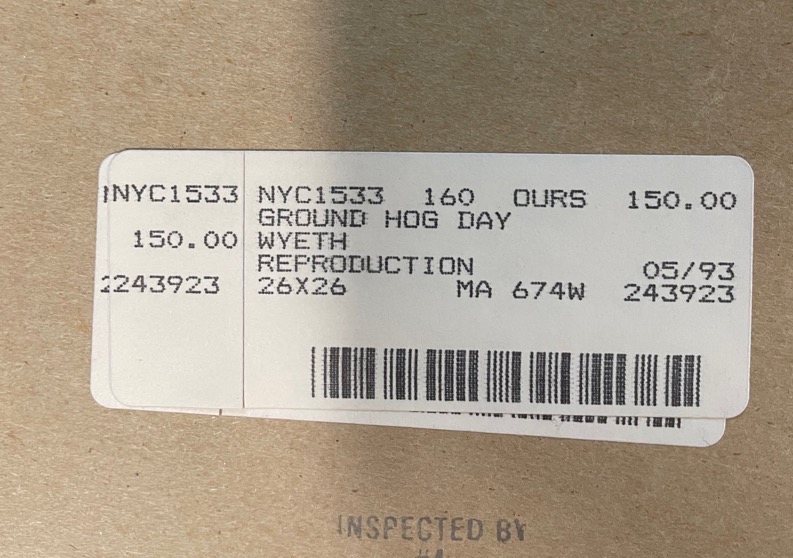 NYC1533 NYC1533 160 OURS 150.00
GROUND HOG DAY
150.00 WYETH
REPRODUCTION 05/93
2243923 26X26 MA 674W 243923
INSPECTED BY